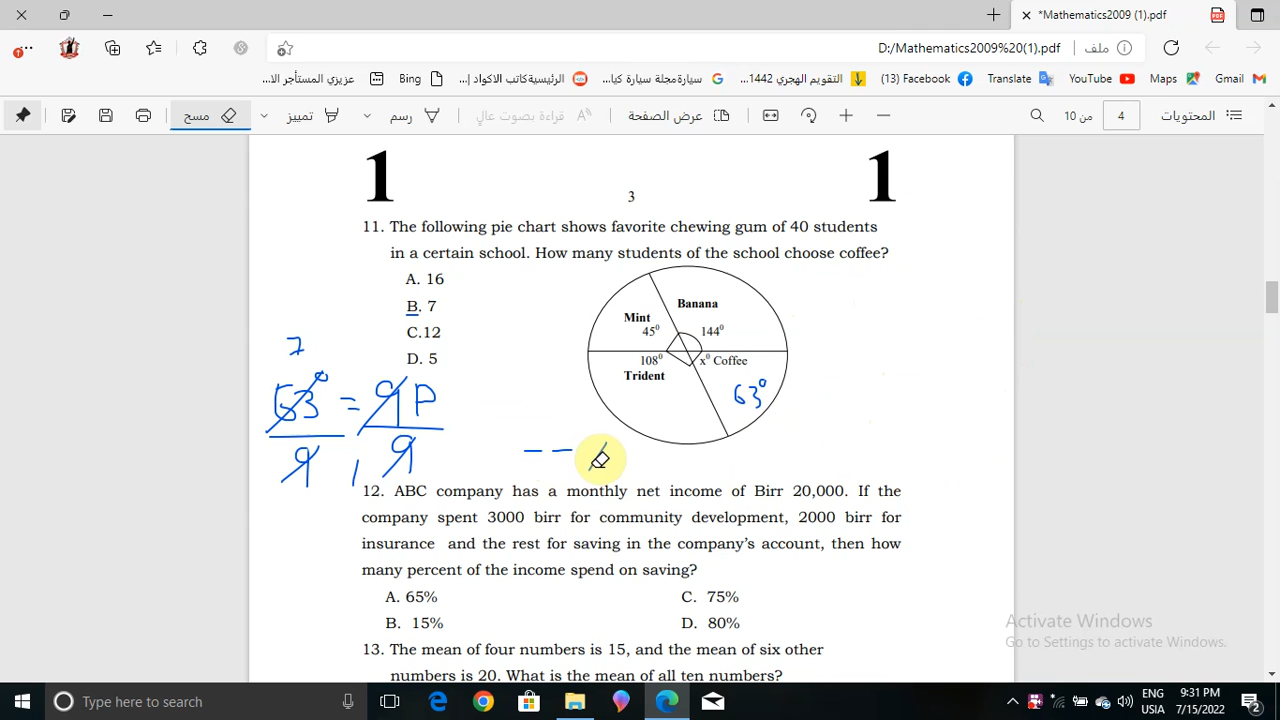 *Mathematics2009 (1).pdf
D:/Mathematics2009%20(1).pdf
ملف
عزيزي المستأجر الا...
Bing
الرئيسيةكاتب الاكواد |...
سيارةمجلة سيارة كيا...
التقويم الهجري 1442...
(13) Facebook
Translate
YouTube
Maps
Gmail
مسح
تمييز
رسم
قراءة بصوت عالٍ
عرض الصفحة
من 10
4
المحتويات
1
1
3
11. The following pie chart shows favorite chewing gum of 40 students
in a certain school. How many students of the school choose coffee?
A. 16
B. 7
C.12
D. 5
Banana
Mint
45⁰
144⁰
108⁰
x⁰ Coffee
Trident
63°
7
63° = 9P
9 , 9
12. ABC company has a monthly net income of Birr 20,000. If the
company spent 3000 birr for community development, 2000 birr for
insurance and the rest for saving in the company's account, then how
many percent of the income spend on saving?
A. 65%
C. 75%
B. 15%
D. 80%
13. The mean of four numbers is 15, and the mean of six other
numbers is 20. What is the mean of all ten numbers?
Activate Windows
Go to Settings to activate Windows.
Type here to search
ENG
USIA
9:31 PM
7/15/2022
2